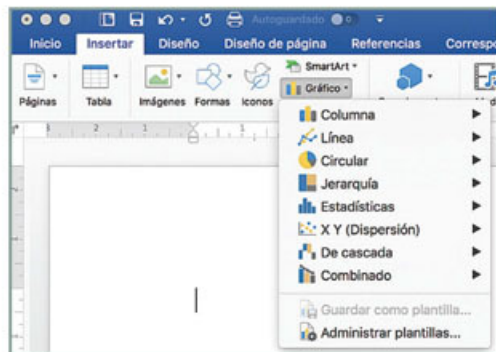 Autoguardado
Inicio Insertar Diseño Diseño de página Referencias Corresp
SmartArt
Páginas Tabla Imágenes Formas Iconos Gráfico
Columna
Línea
Circular
Jerarquía
Estadísticas
X Y (Dispersión)
De cascada
Combinado
Guardar como plantilla...
Administrar plantillas...